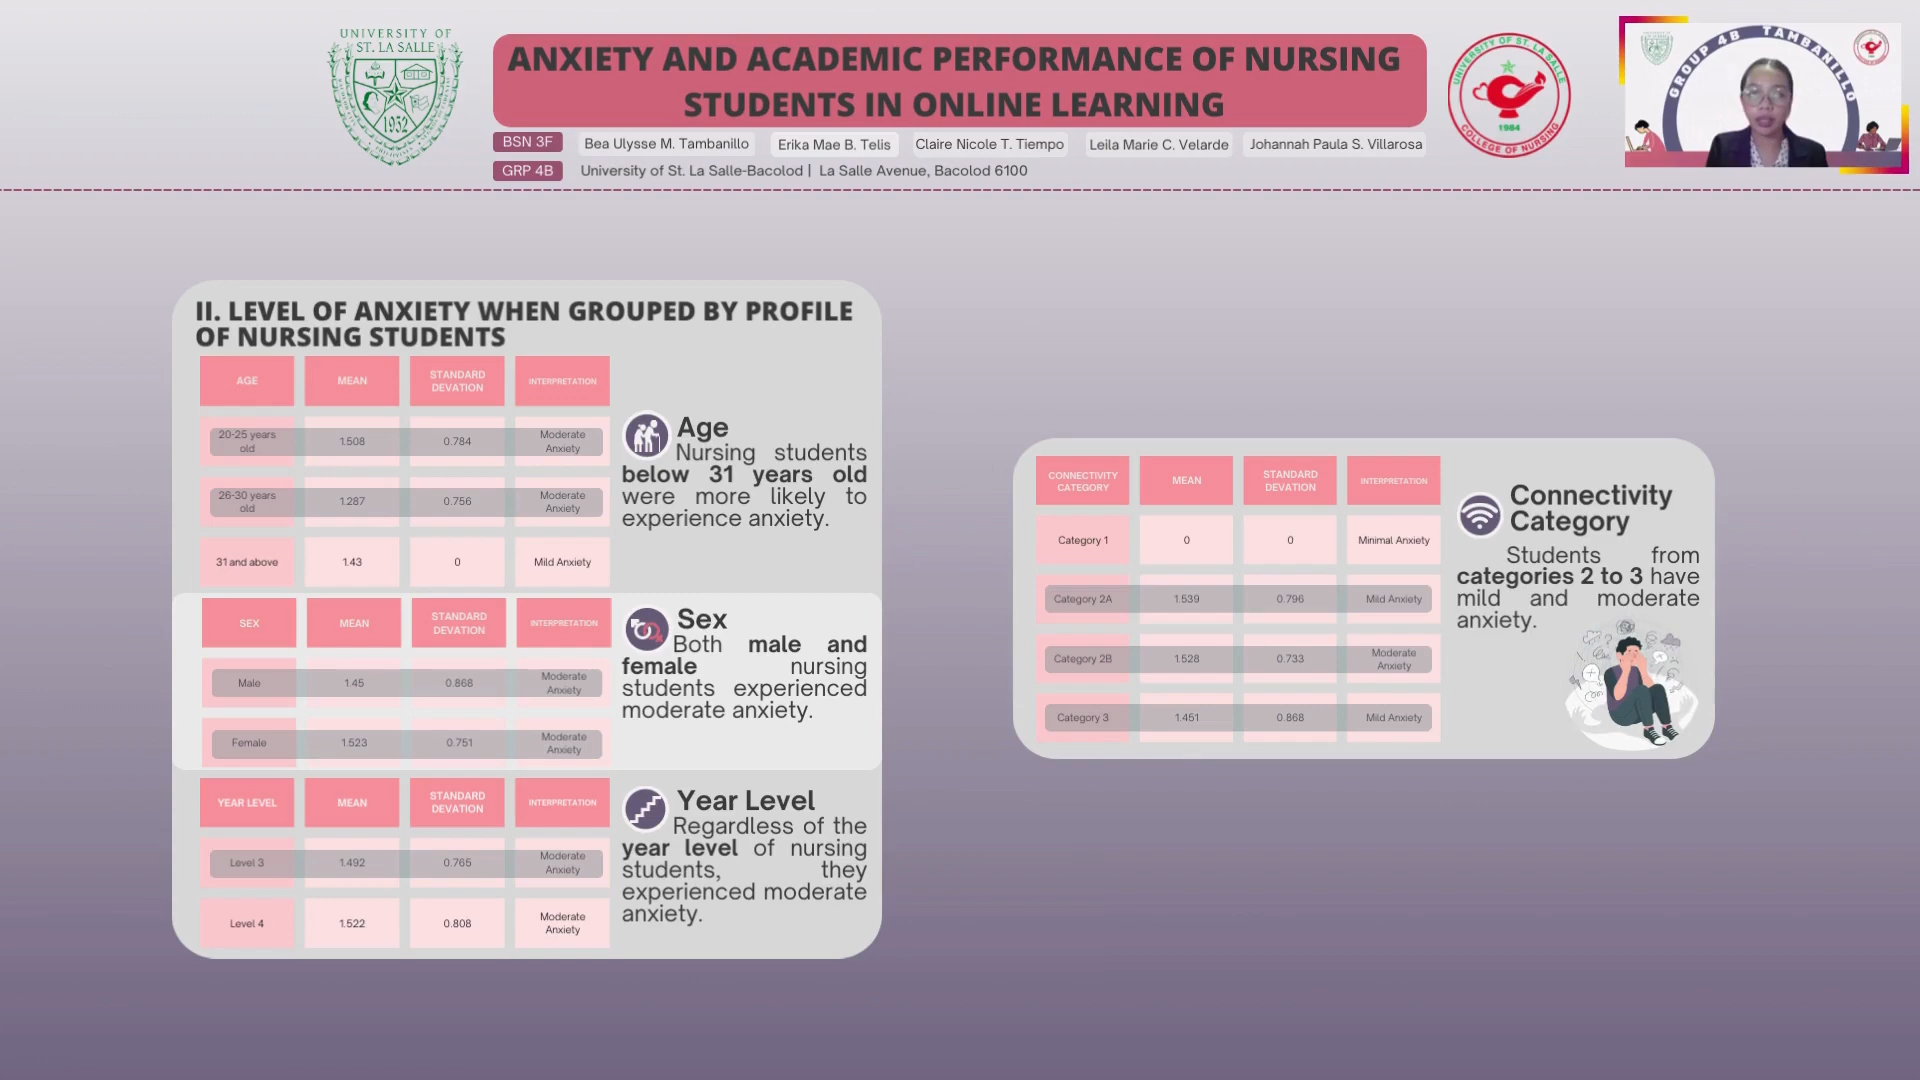 UNIVERSITY OF
ST. LA SALLE
1952
ANXIETY AND ACADEMIC PERFORMANCE OF NURSING
STUDENTS IN ONLINE LEARNING
BSN 3F
Bea Ulysse M. Tambanillo
Erika Mae B. Telis
Claire Nicole T. Tiempo
Leila Marie C. Velarde
Johannah Paula S. Villarosa
GRP 4B
University of St. La Salle-Bacolod | La Salle Avenue, Bacolod 6100
UNIVERSITY OF ST. LA SALLE
1984
COLLEGE OF NURSING
GROUP 4B TAMBANILLO
II. LEVEL OF ANXIETY WHEN GROUPED BY PROFILE
OF NURSING STUDENTS
AGE MEAN STANDARD DEVATION INTERPRETATION
20-25 years old 1.508 0.784 Moderate Anxiety
26-30 years old 1.287 0.756 Moderate Anxiety
31 and above 1.43 0 Mild Anxiety
Age
Nursing students
below 31 years old
were more likely to
experience anxiety.
SEX MEAN STANDARD DEVATION INTERPRETATION
Male 1.45 0.868 Moderate Anxiety
Female 1.523 0.751 Moderate Anxiety
Sex
Both male and
female nursing
students experienced
moderate anxiety.
YEAR LEVEL MEAN STANDARD DEVATION INTERPRETATION
Level 3 1.492 0.765 Moderate Anxiety
Level 4 1.522 0.808 Moderate Anxiety
Year Level
Regardless of the
year level of nursing
students, they
experienced moderate
anxiety.
CONNECTIVITY CATEGORY MEAN STANDARD DEVATION INTERPRETATION
Category 1 0 0 Minimal Anxiety
Category 2A 1.539 0.796 Mild Anxiety
Category 2B 1.528 0.733 Moderate Anxiety
Category 3 1.451 0.868 Mild Anxiety
Connectivity
Category
Students from
categories 2 to 3 have
mild and moderate
anxiety.